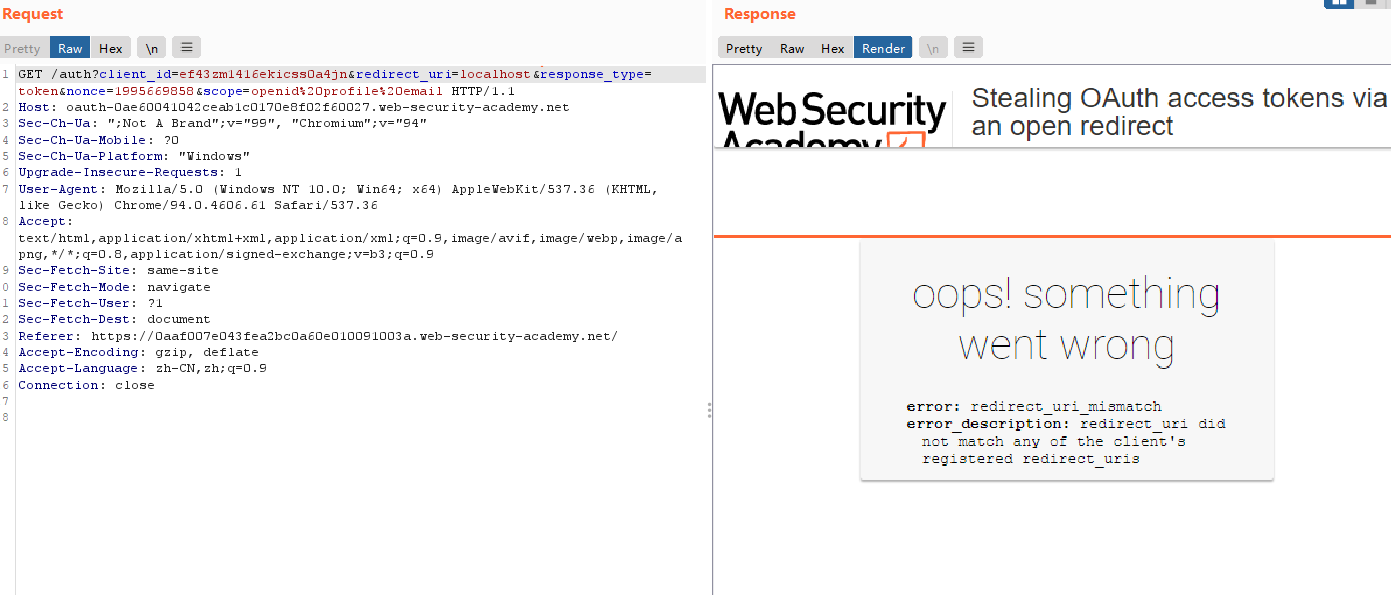 Request
Pretty Raw Hex \n
1 GET /auth?client_id=ef43zm1416ekicss0a4jn&redirect_uri=localhost&response_type=
token&nonce=1995669858&scope=openid%20profile%20email HTTP/1.1
2 Host: oauth-0ae60041042ceab1c0170e8f02f60027.web-security-academy.net
3 Sec-Ch-Ua: ";Not A Brand";v="99", "Chromium";v="94"
4 Sec-Ch-Ua-Mobile: ?0
5 Sec-Ch-Ua-Platform: "Windows"
6 Upgrade-Insecure-Requests: 1
7 User-Agent: Mozilla/5.0 (Windows NT 10.0; Win64; x64) AppleWebKit/537.36 (KHTML,
like Gecko) Chrome/94.0.4606.61 Safari/537.36
8 Accept:
text/html,application/xhtml+xml,application/xml;q=0.9,image/avif,image/webp,image/a
png,*/*;q=0.8,application/signed-exchange;v=b3;q=0.9
9 Sec-Fetch-Site: same-site
0 Sec-Fetch-Mode: navigate
1 Sec-Fetch-User: ?1
2 Sec-Fetch-Dest: document
3 Referer: https://0aaf007e043fea2bc0a60e010091003a.web-security-academy.net/
4 Accept-Encoding: gzip, deflate
5 Accept-Language: zh-CN,zh;q=0.9
6 Connection: close
7
8
Response
Pretty Raw Hex Render \n
WebSecurity
Academy
Stealing OAuth access tokens via
an open redirect
oops! something
went wrong
error: redirect_uri_mismatch
error_description: redirect_uri did
not match any of the client's
registered redirect_uris